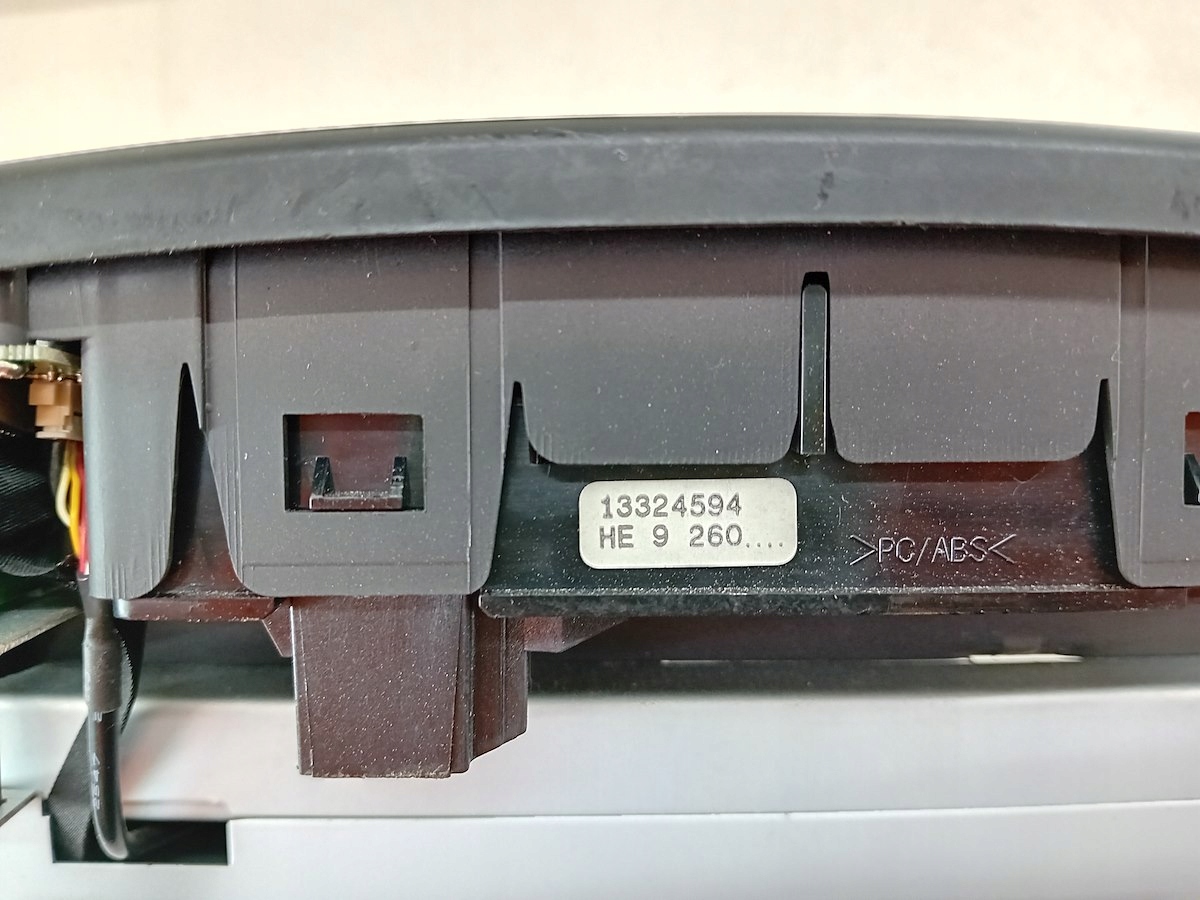 13324594
HE 9 260....
>PC/ABS<